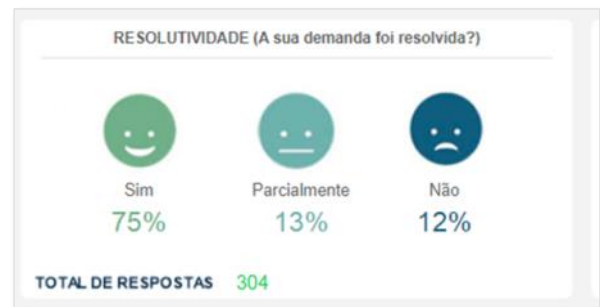 RESOLUTIVIDADE (A sua demanda foi resolvida?)
Sim Parcialmente Não
75% 13% 12%
TOTAL DE RESPOSTAS 304